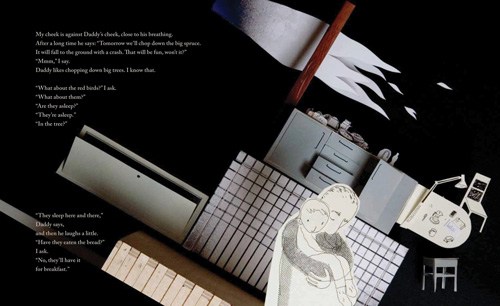 My cheek is against Daddy's cheek, close to his breathing.
After a long time he says: "Tomorrow we'll chop down the big spruce.
It will fall to the ground with a crash. That will be fun, won't it?"
"Mmm," I say.
Daddy likes chopping down big trees. I know that.
"What about the red birds?" I ask.
"What about them?"
"Are they asleep?"
"They're asleep."
"In the tree?"
"They sleep here and there,"
Daddy says,
and then he laughs a little.
"Have they eaten the bread?"
I ask.
"No, they'll have it
for breakfast."